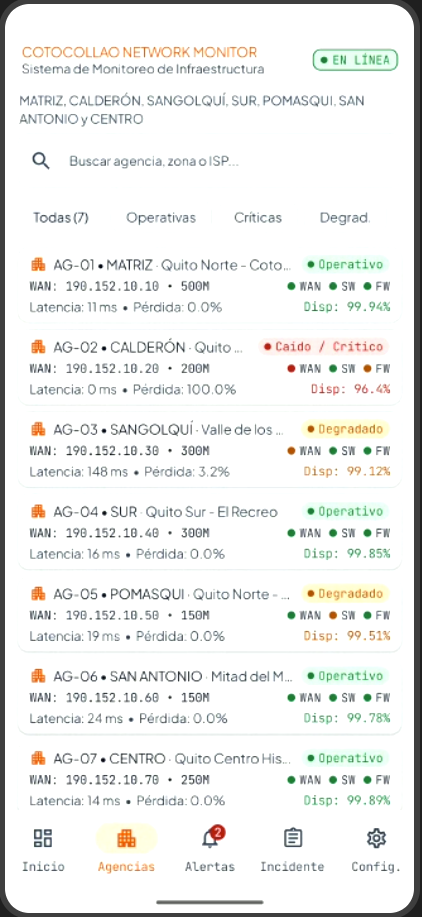 COTOCOLLAO NETWORK MONITOR
Sistema de Monitoreo de Infraestructura
EN LÍNEA
MATRIZ, CALDERÓN, SANGOLQUÍ, SUR, POMASQUI, SAN
ANTONIO y CENTRO
Buscar agencia, zona o ISP...
Todas (7) Operativas Críticas Degrad.
AG-01 • MATRIZ · Quito Norte - Coto... • Operativo
WAN: 190.152.10.10 • 500M • WAN • SW • FW
Latencia: 11 ms • Pérdida: 0.0% Disp: 99.94%
AG-02 • CALDERÓN · Quito ... • Caído / Crítico
WAN: 190.152.10.20 • 200M • WAN • SW • FW
Latencia: 0 ms • Pérdida: 100.0% Disp: 96.4%
AG-03 • SANGOLQUÍ · Valle de los ... • Degradado
WAN: 190.152.10.30 • 300M • WAN • SW • FW
Latencia: 148 ms • Pérdida: 3.2% Disp: 99.12%
AG-04 • SUR · Quito Sur - El Recreo • Operativo
WAN: 190.152.10.40 • 300M • WAN • SW • FW
Latencia: 16 ms • Pérdida: 0.0% Disp: 99.85%
AG-05 • POMASQUI · Quito Norte - ... • Degradado
WAN: 190.152.10.50 • 150M • WAN • SW • FW
Latencia: 19 ms • Pérdida: 0.0% Disp: 99.51%
AG-06 • SAN ANTONIO · Mitad del M... • Operativo
WAN: 190.152.10.60 • 150M • WAN • SW • FW
Latencia: 24 ms • Pérdida: 0.0% Disp: 99.78%
AG-07 • CENTRO · Quito Centro His... • Operativo
WAN: 190.152.10.70 • 250M • WAN • SW • FW
Latencia: 14 ms • Pérdida: 0.0% Disp: 99.89%
2
Inicio Agencias Alertas Incidente Config.